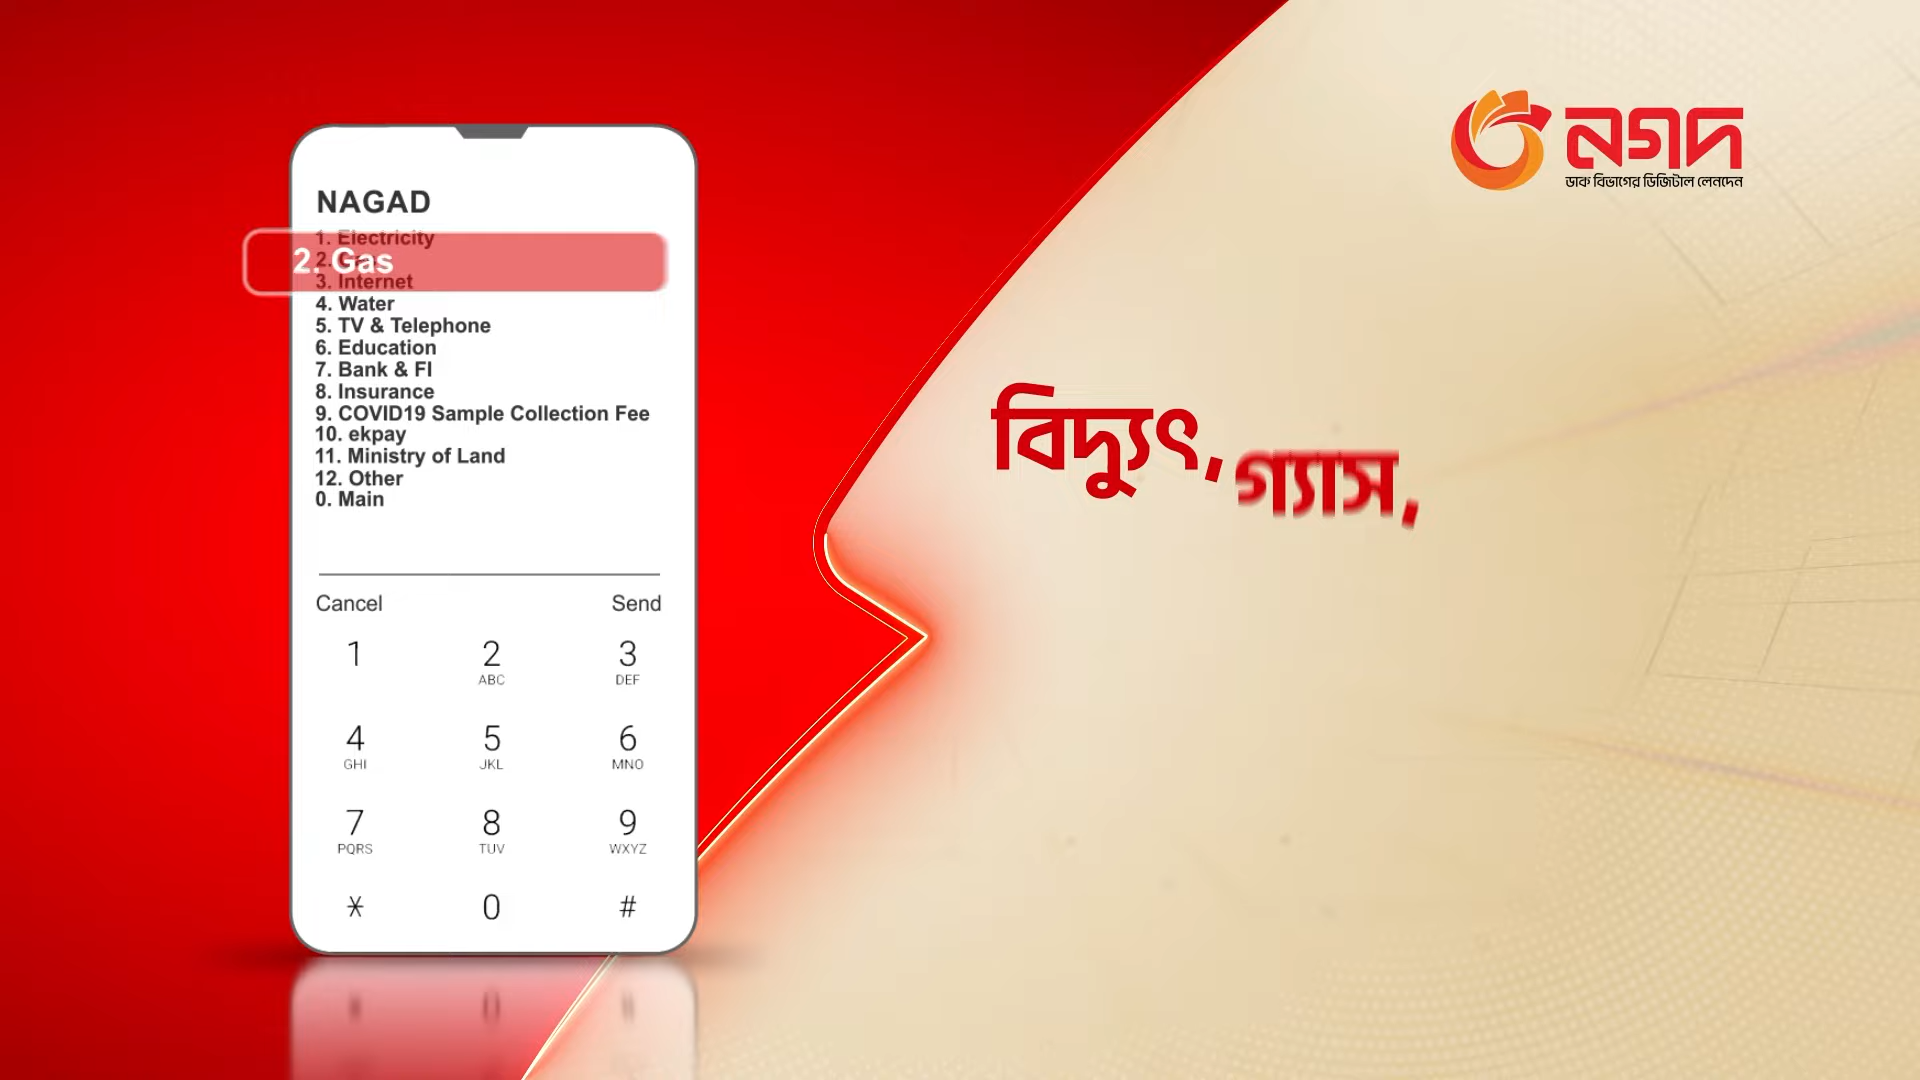 নগদ
ডাক বিভাগের ডিজিটাল লেনদেন
NAGAD
1. Electricity
2. Gas
3. Internet
4. Water
5. TV & Telephone
6. Education
7. Bank & FI
8. Insurance
9. COVID19 Sample Collection Fee
10. ekpay
11. Ministry of Land
12. Other
0. Main
বিদ্যুৎ, গ্যাস,
Cancel Send
1 2 3
ABC DEF
4 5 6
GHI JKL MNO
7 8 9
PQRS TUV WXYZ
* 0 #